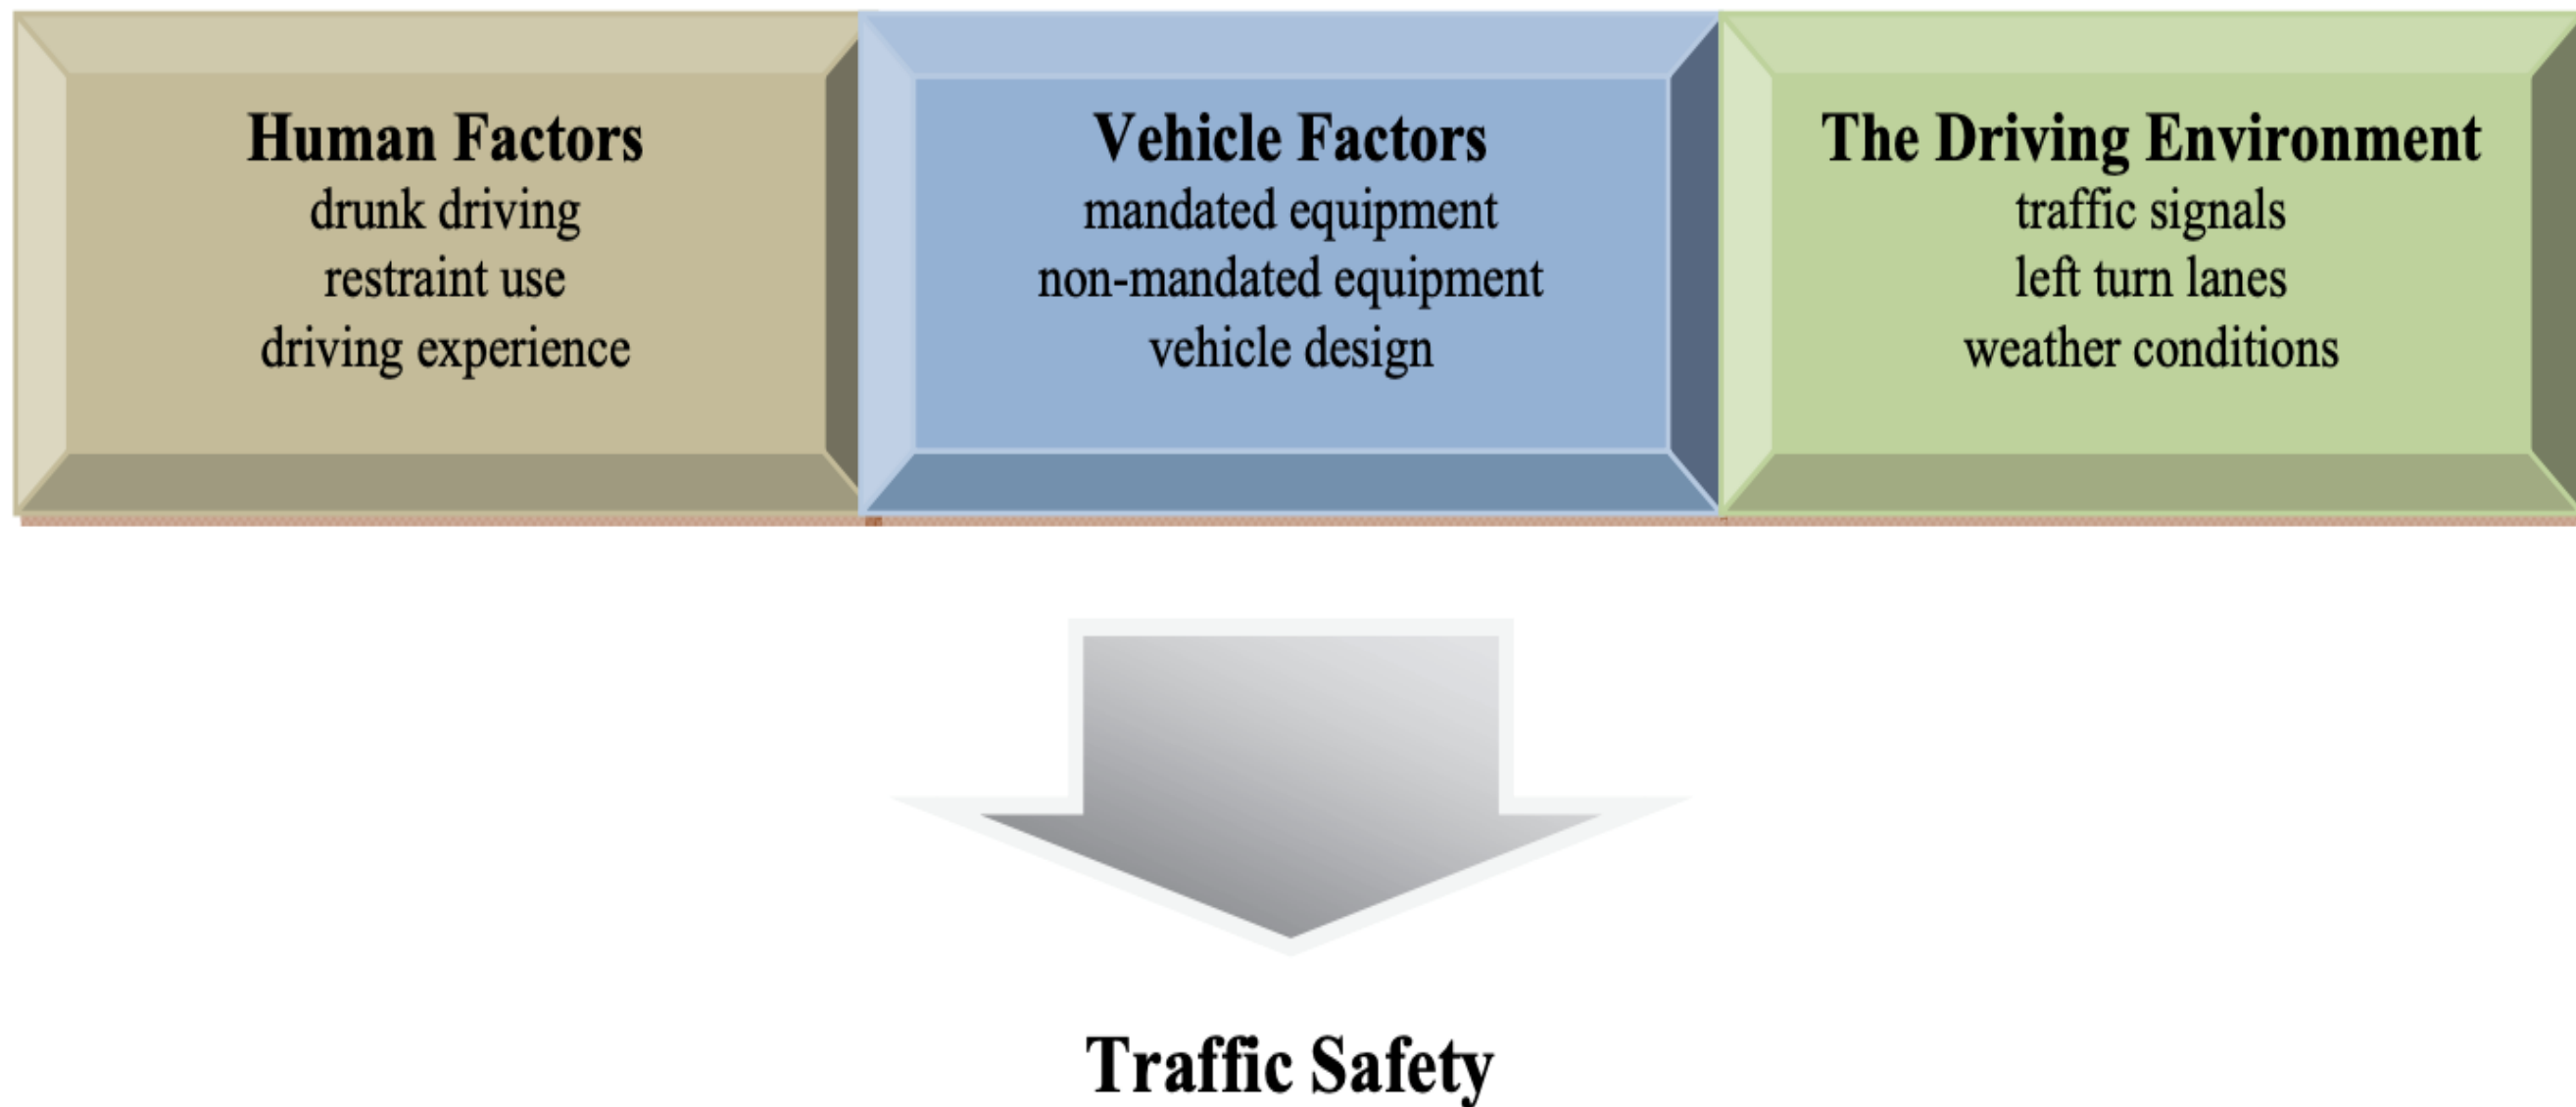 Human Factors
drunk driving
restraint use
driving experience
Vehicle Factors
mandated equipment
non-mandated equipment
vehicle design
The Driving Environment
traffic signals
left turn lanes
weather conditions
Traffic Safety